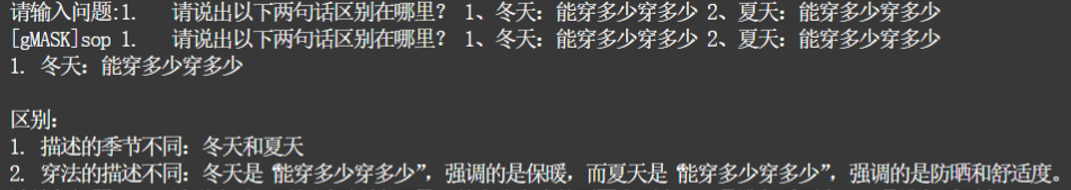 请输入问题:1.   请说出以下两句话区别在哪里？ 1、冬天：能穿多少穿多少 2、夏天：能穿多少穿多少
[gMASK]sop 1.   请说出以下两句话区别在哪里？ 1、冬天：能穿多少穿多少 2、夏天：能穿多少穿多少
1. 冬天：能穿多少穿多少
区别：
1. 描述的季节不同：冬天和夏天
2. 穿法的描述不同：冬天是“能穿多少穿多少”，强调的是保暖，而夏天是“能穿多少穿多少”，强调的是防晒和舒适度。